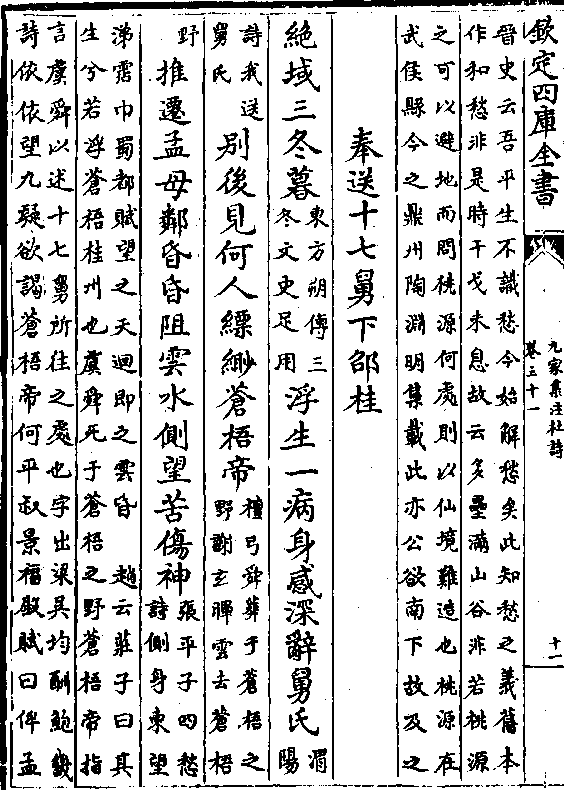 欽定四庫全書
九家集注杜詩
卷三十一
十一
晉史云吾平生不識愁今始解愁矣此知愁之義舊本
作和愁非是時干戈未息故云多壘滿山谷非若桃源
之可以避地而問桃源何處則以仙境難造也桃源在
武侯縣今之鼎州陶淵明集載此亦公欲南下故及之
奉送十七舅下邵桂
絶域三冬暮東方朔傳三冬文史足用浮生一病身感深辭舅氏渭陽
詩我送舅氏别後見何人縹緲蒼梧帝檀弓舜葬于蒼梧之野謝玄暉雲去蒼梧
野推遷孟母鄰昏昏阻雲水側望苦傷神張平子四愁詩側身東望
涕霑巾蜀都賦望之天迴即之雲昏趙云莊子曰其
生兮若浮蒼梧桂州也虞舜死于蒼梧之野蒼梧帝指
言虞舜以述十七舅所往之處也字出梁吳均酬鮑幾
詩依依望九疑欲謁蒼梧帝何平叔景福殿賦曰俾孟